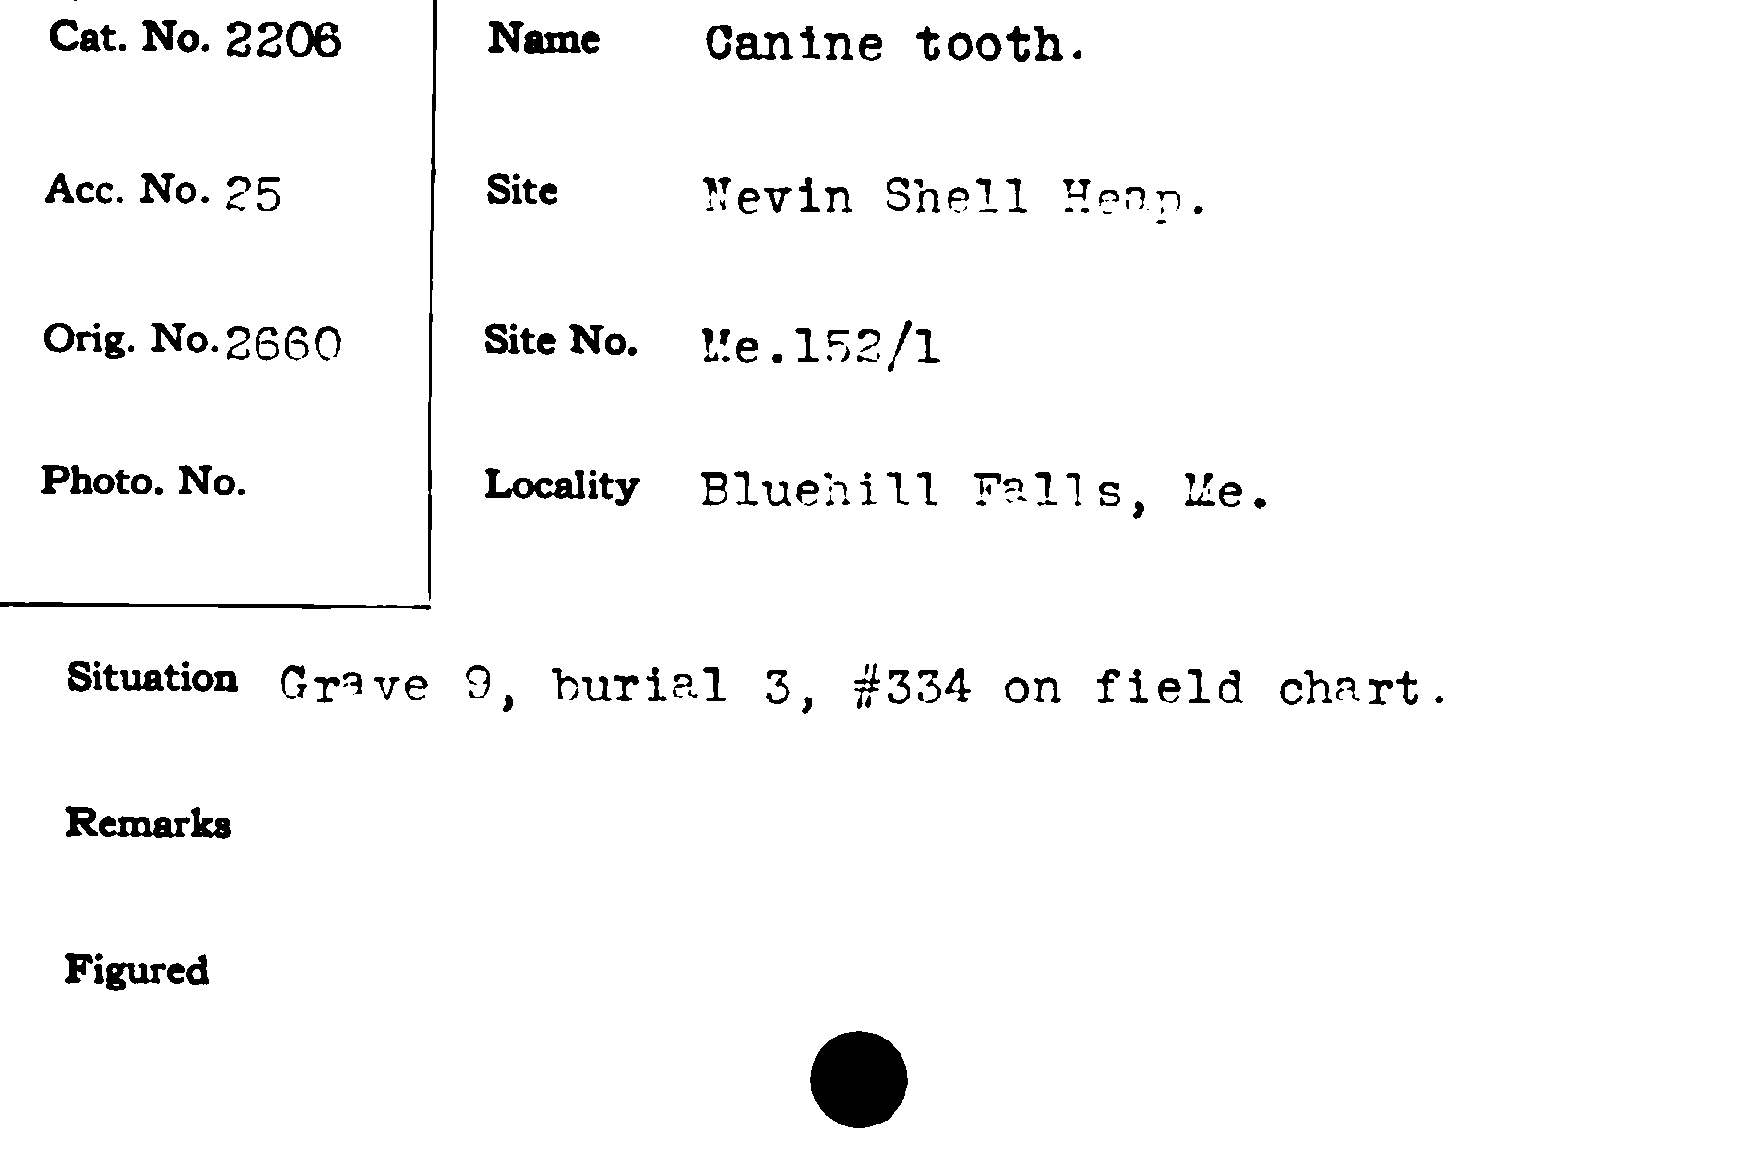 Cat. No. 2206
Name Canine tooth.
Acc. No. 25
Site Nevin Shell Heap.
Orig. No. 2660
Site No. Me.152/1
Photo. No.
Locality Bluehill Falls, Me.
Situation Grave 9, burial 3, #334 on field chart.
Remarks
Figured